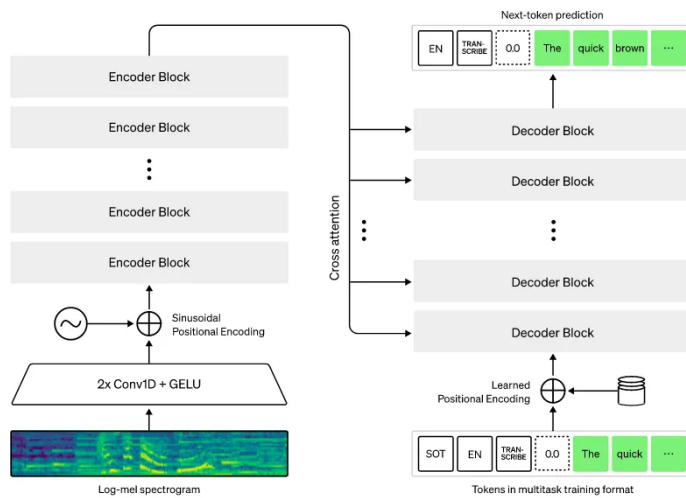 Next-token prediction
EN TRAN-
SCRIBE 0.0 The quick brown ...
Encoder Block
Encoder Block
Encoder Block
Encoder Block
Sinusoidal
Positional Encoding
2x Conv1D + GELU
Log-mel spectrogram
Cross attention
Decoder Block
Decoder Block
Decoder Block
Decoder Block
Learned
Positional Encoding
SOT EN TRAN-
SCRIBE 0.0 The quick ...
Tokens in multitask training format